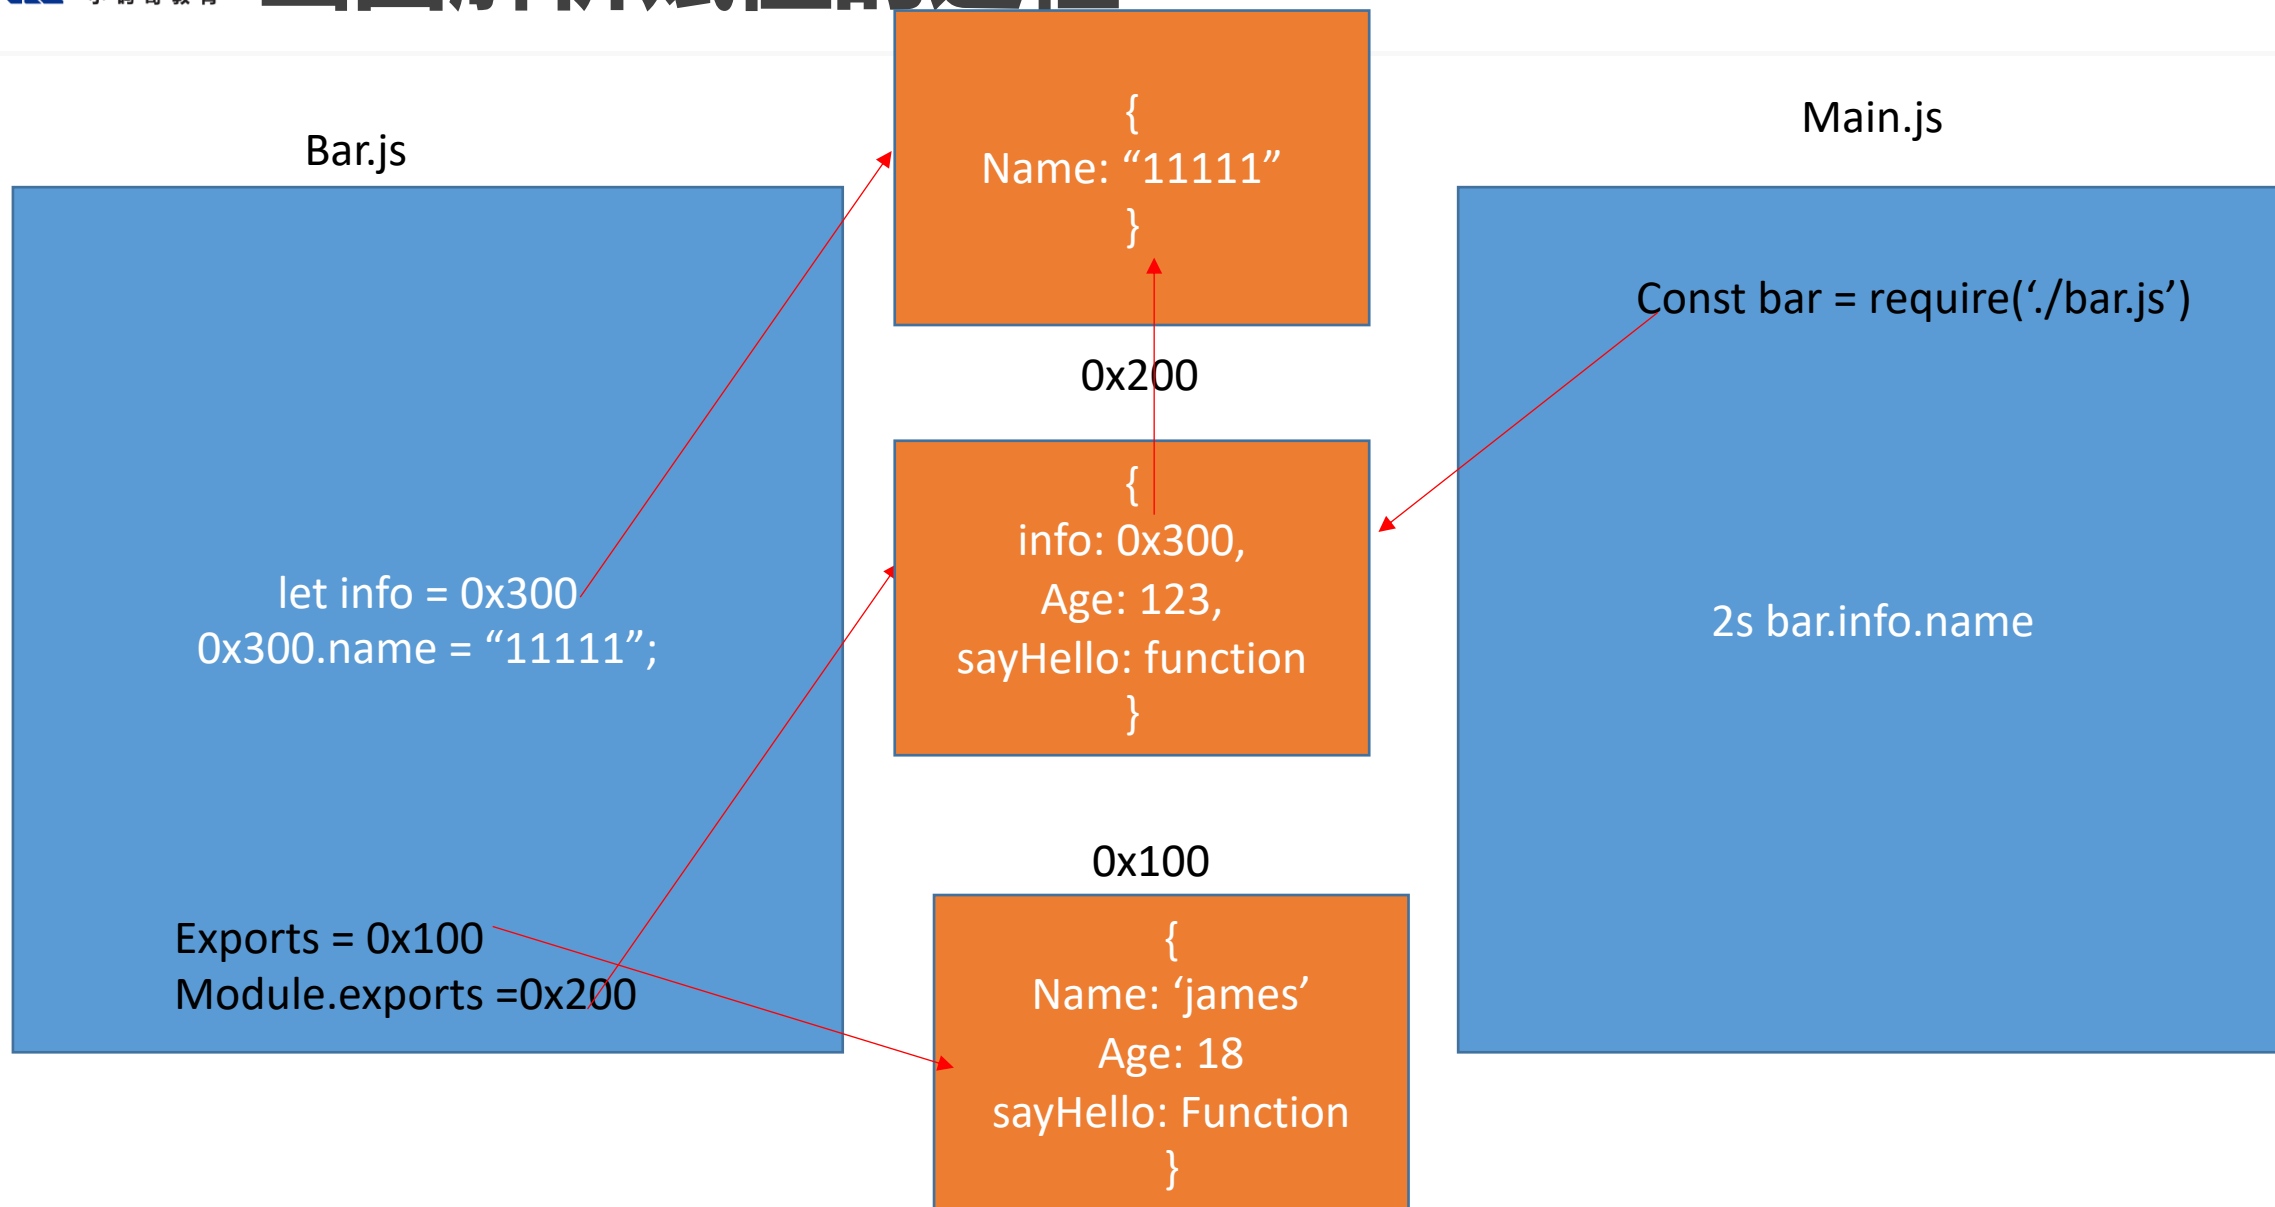 Bar.js
{
Name: “11111”
}
Main.js
Const bar = require(‘./bar.js’)
0x200
let info = 0x300
0x300.name = “11111”;
{
info: 0x300,
Age: 123,
sayHello: function
}
2s bar.info.name
0x100
Exports = 0x100
Module.exports =0x200
{
Name: ‘james’
Age: 18
sayHello: Function
}